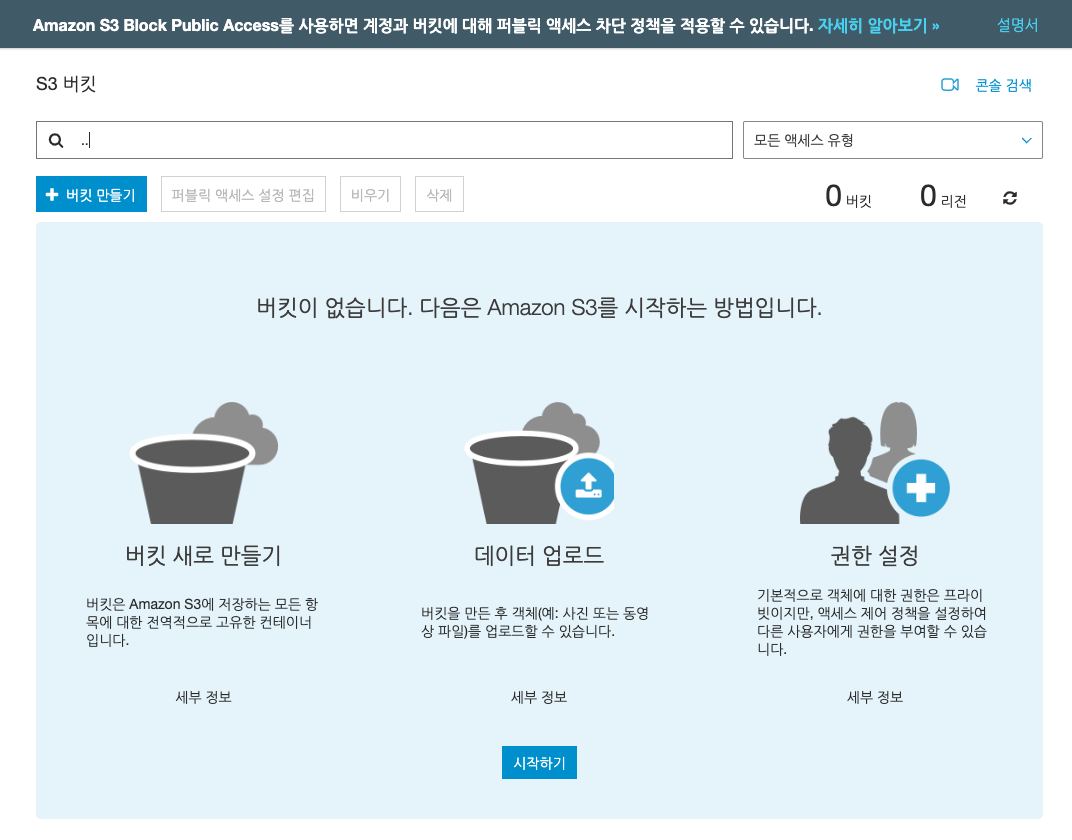 Amazon S3 Block Public Access를 사용하면 계정과 버킷에 대해 퍼블릭 액세스 차단 정책을 적용할 수 있습니다. 자세히 알아보기 » 설명서
S3 버킷 콘솔 검색
.. 모든 액세스 유형
버킷 만들기 퍼블릭 액세스 설정 편집 비우기 삭제 0 버킷 0 리전
버킷이 없습니다. 다음은 Amazon S3를 시작하는 방법입니다.
버킷 새로 만들기
버킷은 Amazon S3에 저장하는 모든 항
목에 대한 전역적으로 고유한 컨테이너
입니다.
세부 정보
데이터 업로드
버킷을 만든 후 객체(예: 사진 또는 동영
상 파일)를 업로드할 수 있습니다.
세부 정보
권한 설정
기본적으로 객체에 대한 권한은 프라이
빗이지만, 액세스 제어 정책을 설정하여
다른 사용자에게 권한을 부여할 수 있습
니다.
세부 정보
시작하기